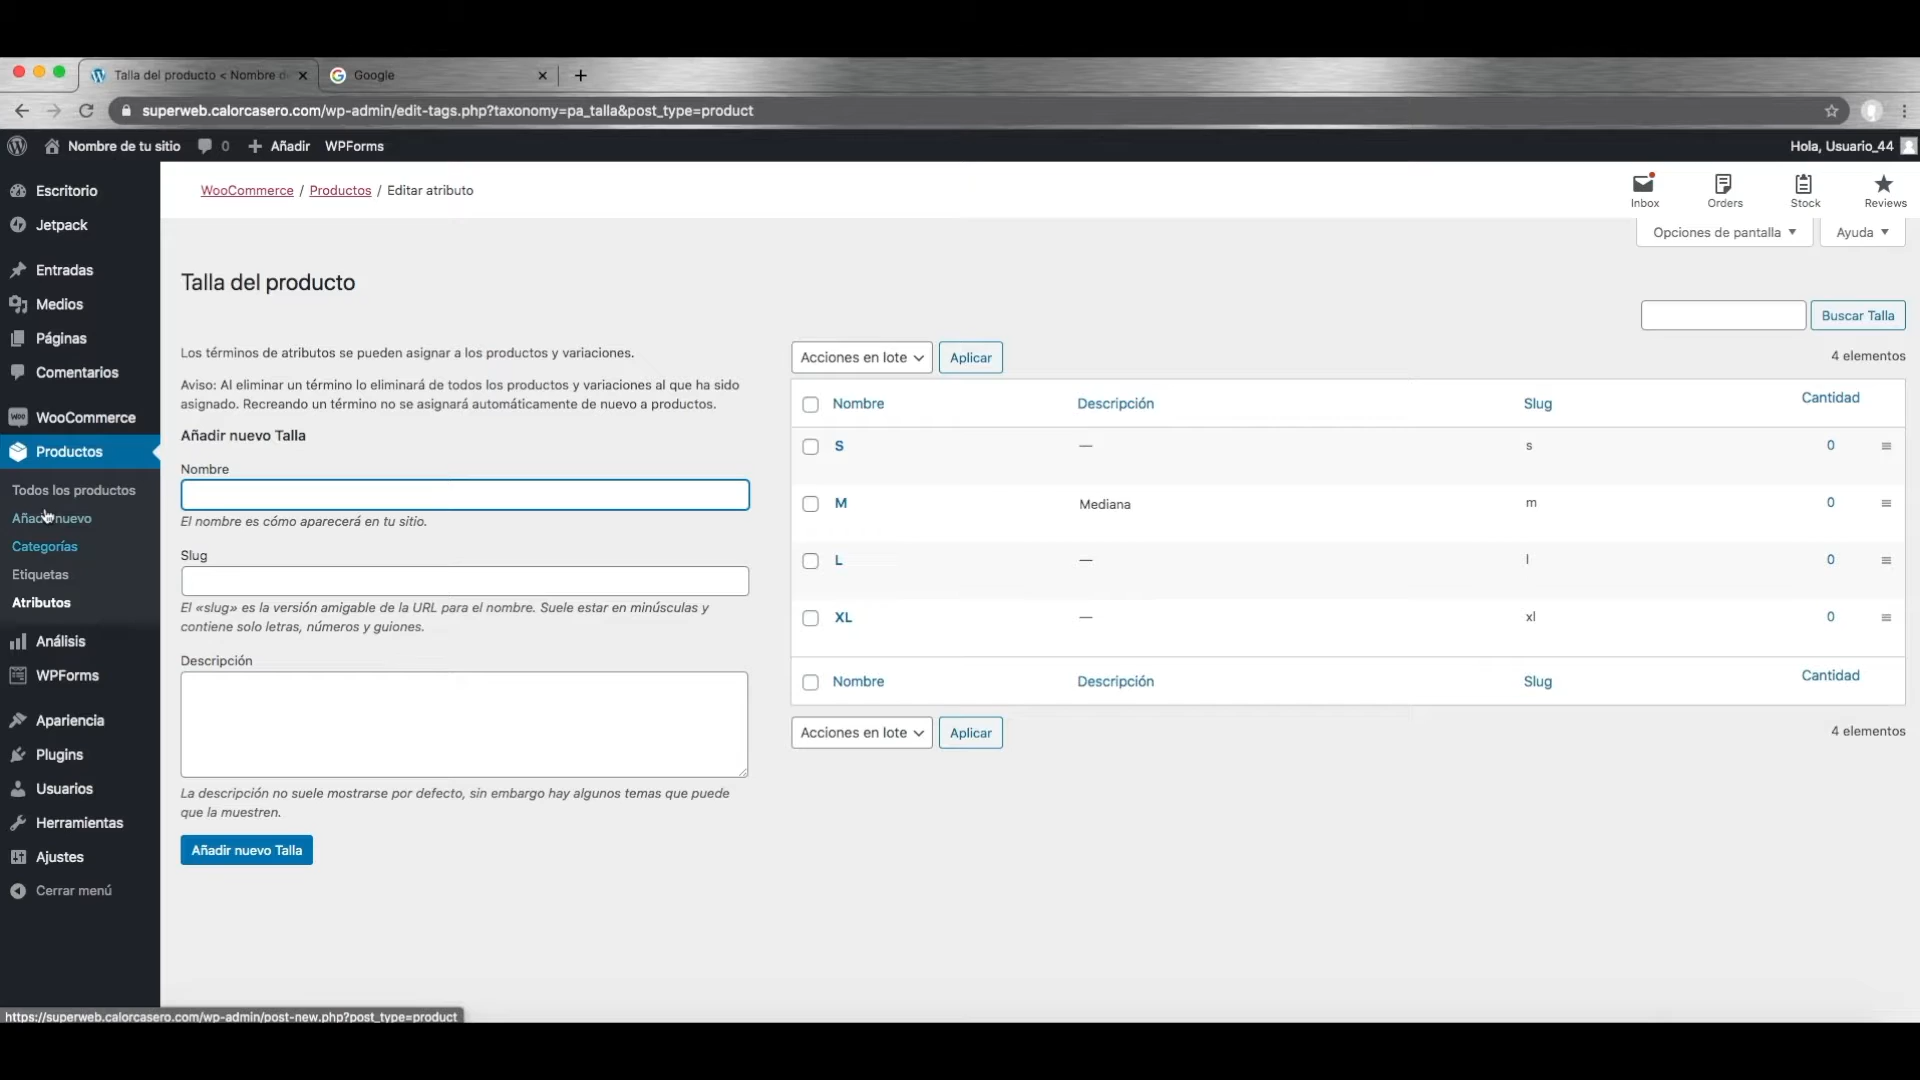 Talla del producto < Nombre d
Google
superweb.calorcasero.com/wp-admin/edit-tags.php?taxonomy=pa_talla&post_type=product
Nombre de tu sitio
0
Añadir
WPForms
Hola, Usuario_44
Escritorio
Jetpack
Entradas
Medios
Páginas
Comentarios
WooCommerce
Productos
Todos los productos
Añadir nuevo
Categorías
Etiquetas
Atributos
Análisis
WPForms
Apariencia
Plugins
Usuarios
Herramientas
Ajustes
Cerrar menú
WooCommerce / Productos / Editar atributo
Inbox
Orders
Stock
Reviews
Opciones de pantalla
Ayuda
Talla del producto
Buscar Talla
Los términos de atributos se pueden asignar a los productos y variaciones.
Aviso: Al eliminar un término lo eliminará de todos los productos y variaciones al que ha sido
asignado. Recreando un término no se asignará automáticamente de nuevo a productos.
Añadir nuevo Talla
Nombre
El nombre es cómo aparecerá en tu sitio.
Slug
El «slug» es la versión amigable de la URL para el nombre. Suele estar en minúsculas y
contiene solo letras, números y guiones.
Descripción
La descripción no suele mostrarse por defecto, sin embargo hay algunos temas que puede
que la muestren.
Añadir nuevo Talla
Acciones en lote
Aplicar
4 elementos
Nombre Descripción Slug Cantidad
S — s 0
M Mediana m 0
L — l 0
XL — xl 0
Nombre Descripción Slug Cantidad
Acciones en lote
Aplicar
4 elementos
https://superweb.calorcasero.com/wp-admin/post-new.php?post_type=product